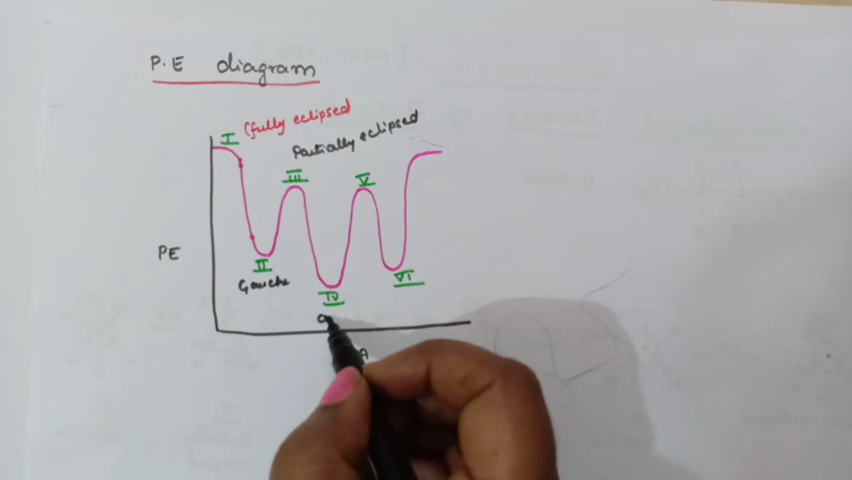 P.E diagram
I (fully eclipsed
Partially eclipsed
III V
PE
II VI
Gauche
IV